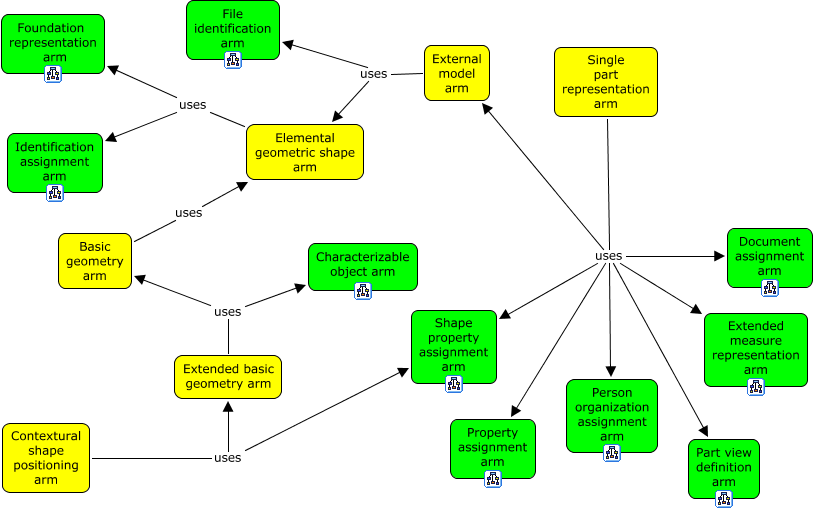 Foundation
representation
arm
File
identification
arm
uses
External
model
arm
Single
part
representation
arm
uses
Elemental
geometric shape
arm
Identification
assignment
arm
uses
Basic
geometry
arm
Characterizable
object arm
uses
Document
assignment
arm
uses
Shape
property
assignment
arm
Extended
measure
representation
arm
Extended basic
geometry arm
Person
organization
assignment
arm
Contextural
shape
positioning
arm
uses
Property
assignment
arm
Part view
definition
arm